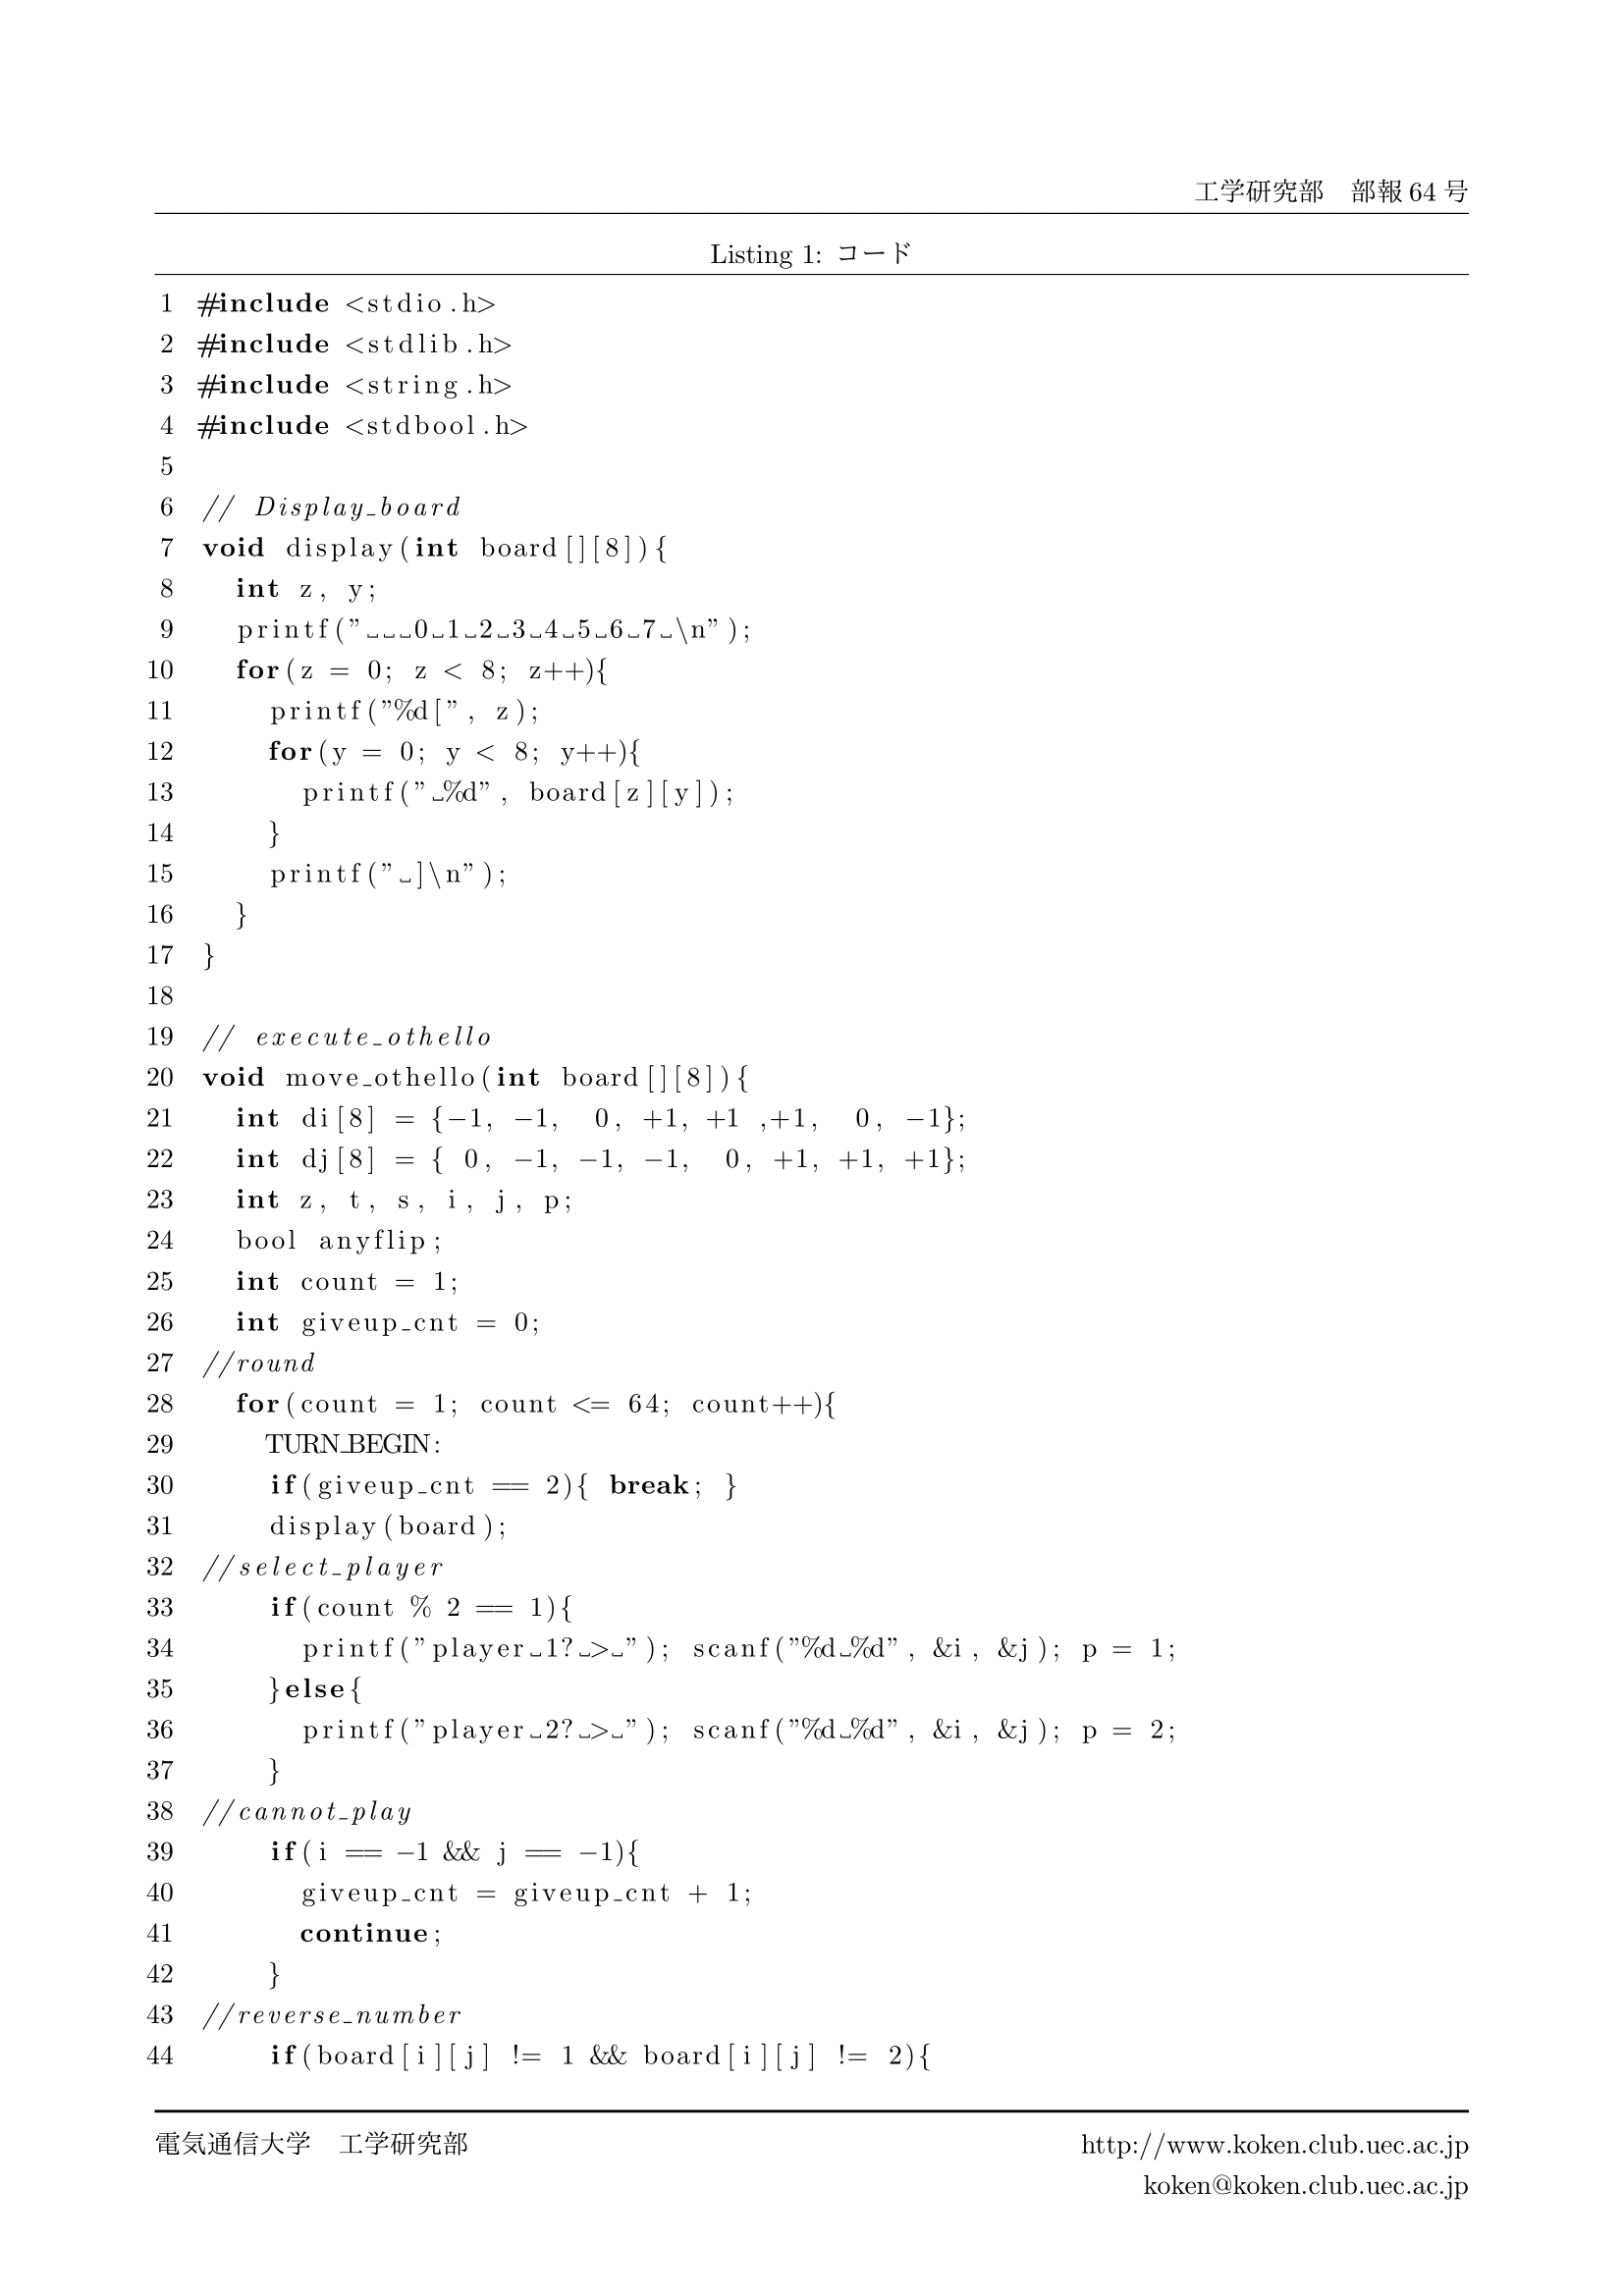 工学研究部　部報 64 号
Listing 1: コード
1 #include <stdio.h>
2 #include <stdlib.h>
3 #include <string.h>
4 #include <stdbool.h>
5
6 // Display_board
7 void display(int board[][8]){
8   int z, y;
9   printf("␣␣␣0␣1␣2␣3␣4␣5␣6␣7␣\n");
10   for(z = 0; z < 8; z++){
11     printf("%d[", z);
12     for(y = 0; y < 8; y++){
13       printf("␣%d", board[z][y]);
14     }
15     printf("␣]\n");
16   }
17 }
18
19 // execute_othello
20 void move_othello(int board[][8]){
21   int di[8] = {-1, -1,  0, +1, +1 ,+1,  0, -1};
22   int dj[8] = { 0, -1, -1, -1,  0, +1, +1, +1};
23   int z, t, s, i, j, p;
24   bool anyflip;
25   int count = 1;
26   int giveup_cnt = 0;
27 //round
28   for(count = 1; count <= 64; count++){
29     TURN_BEGIN:
30     if(giveup_cnt == 2){ break; }
31     display(board);
32 //select_player
33     if(count % 2 == 1){
34       printf("player␣1?␣>␣"); scanf("%d␣%d", &i, &j); p = 1;
35     }else{
36       printf("player␣2?␣>␣"); scanf("%d␣%d", &i, &j); p = 2;
37     }
38 //cannot_play
39     if(i == -1 && j == -1){
40       giveup_cnt = giveup_cnt + 1;
41       continue;
42     }
43 //reverse_number
44     if(board[i][j] != 1 && board[i][j] != 2){
電気通信大学　工学研究部
http://www.koken.club.uec.ac.jp
koken@koken.club.uec.ac.jp